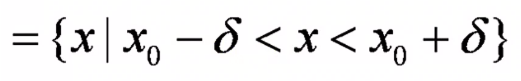 = {x | x₀ − δ < x < x₀ + δ}